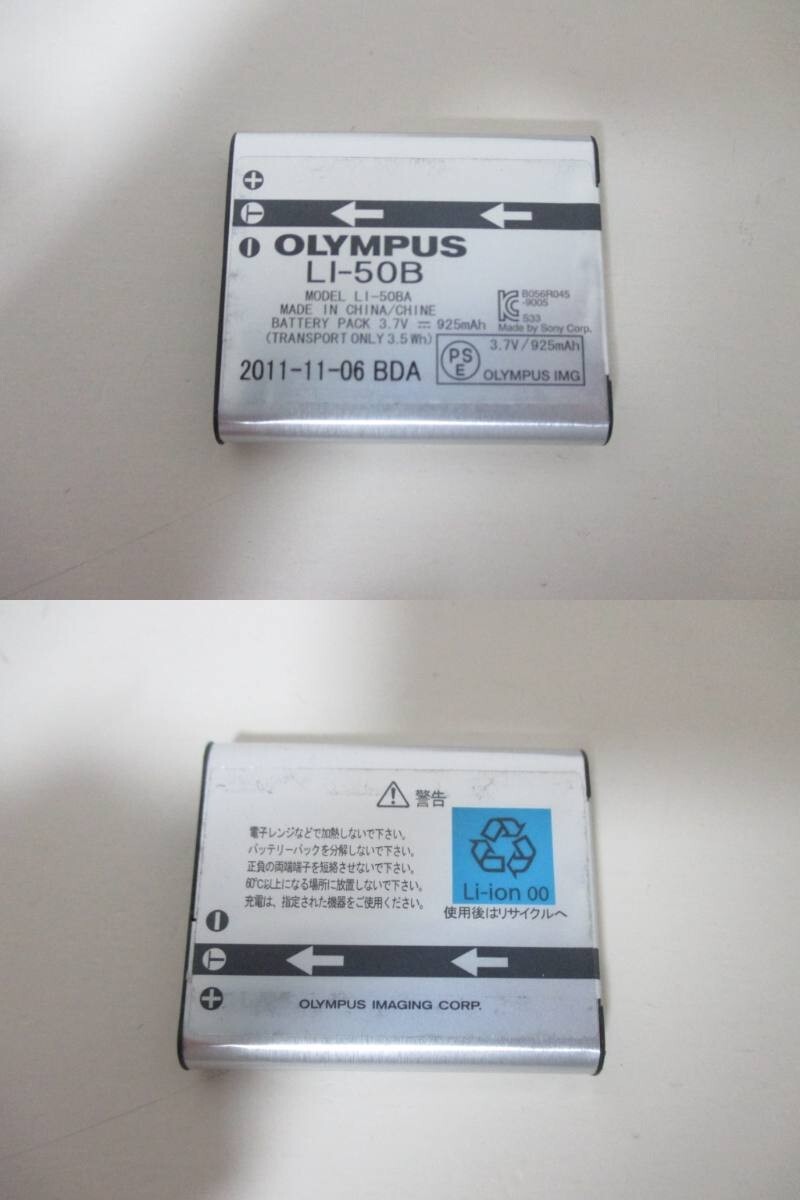 OLYMPUS
LI-50B
MODEL LI-50BA
MADE IN CHINA/CHINE
BATTERY PACK 3.7V ⎓ 925mAh
(TRANSPORT ONLY 3.5 Wh)
2011-11-06 BDA
B056R045
-9005
S33
Made by Sony Corp.
PS
E
3.7V/925mAh
OLYMPUS IMG
警告
電子レンジなどで加熱しないで下さい。
バッテリーパックを分解しないで下さい。
正負の両端端子を短絡させないで下さい。
60℃以上になる場所に放置しないで下さい。
充電は、指定された機器をご使用ください。
Li-ion 00
使用後はリサイクルへ
OLYMPUS IMAGING CORP.